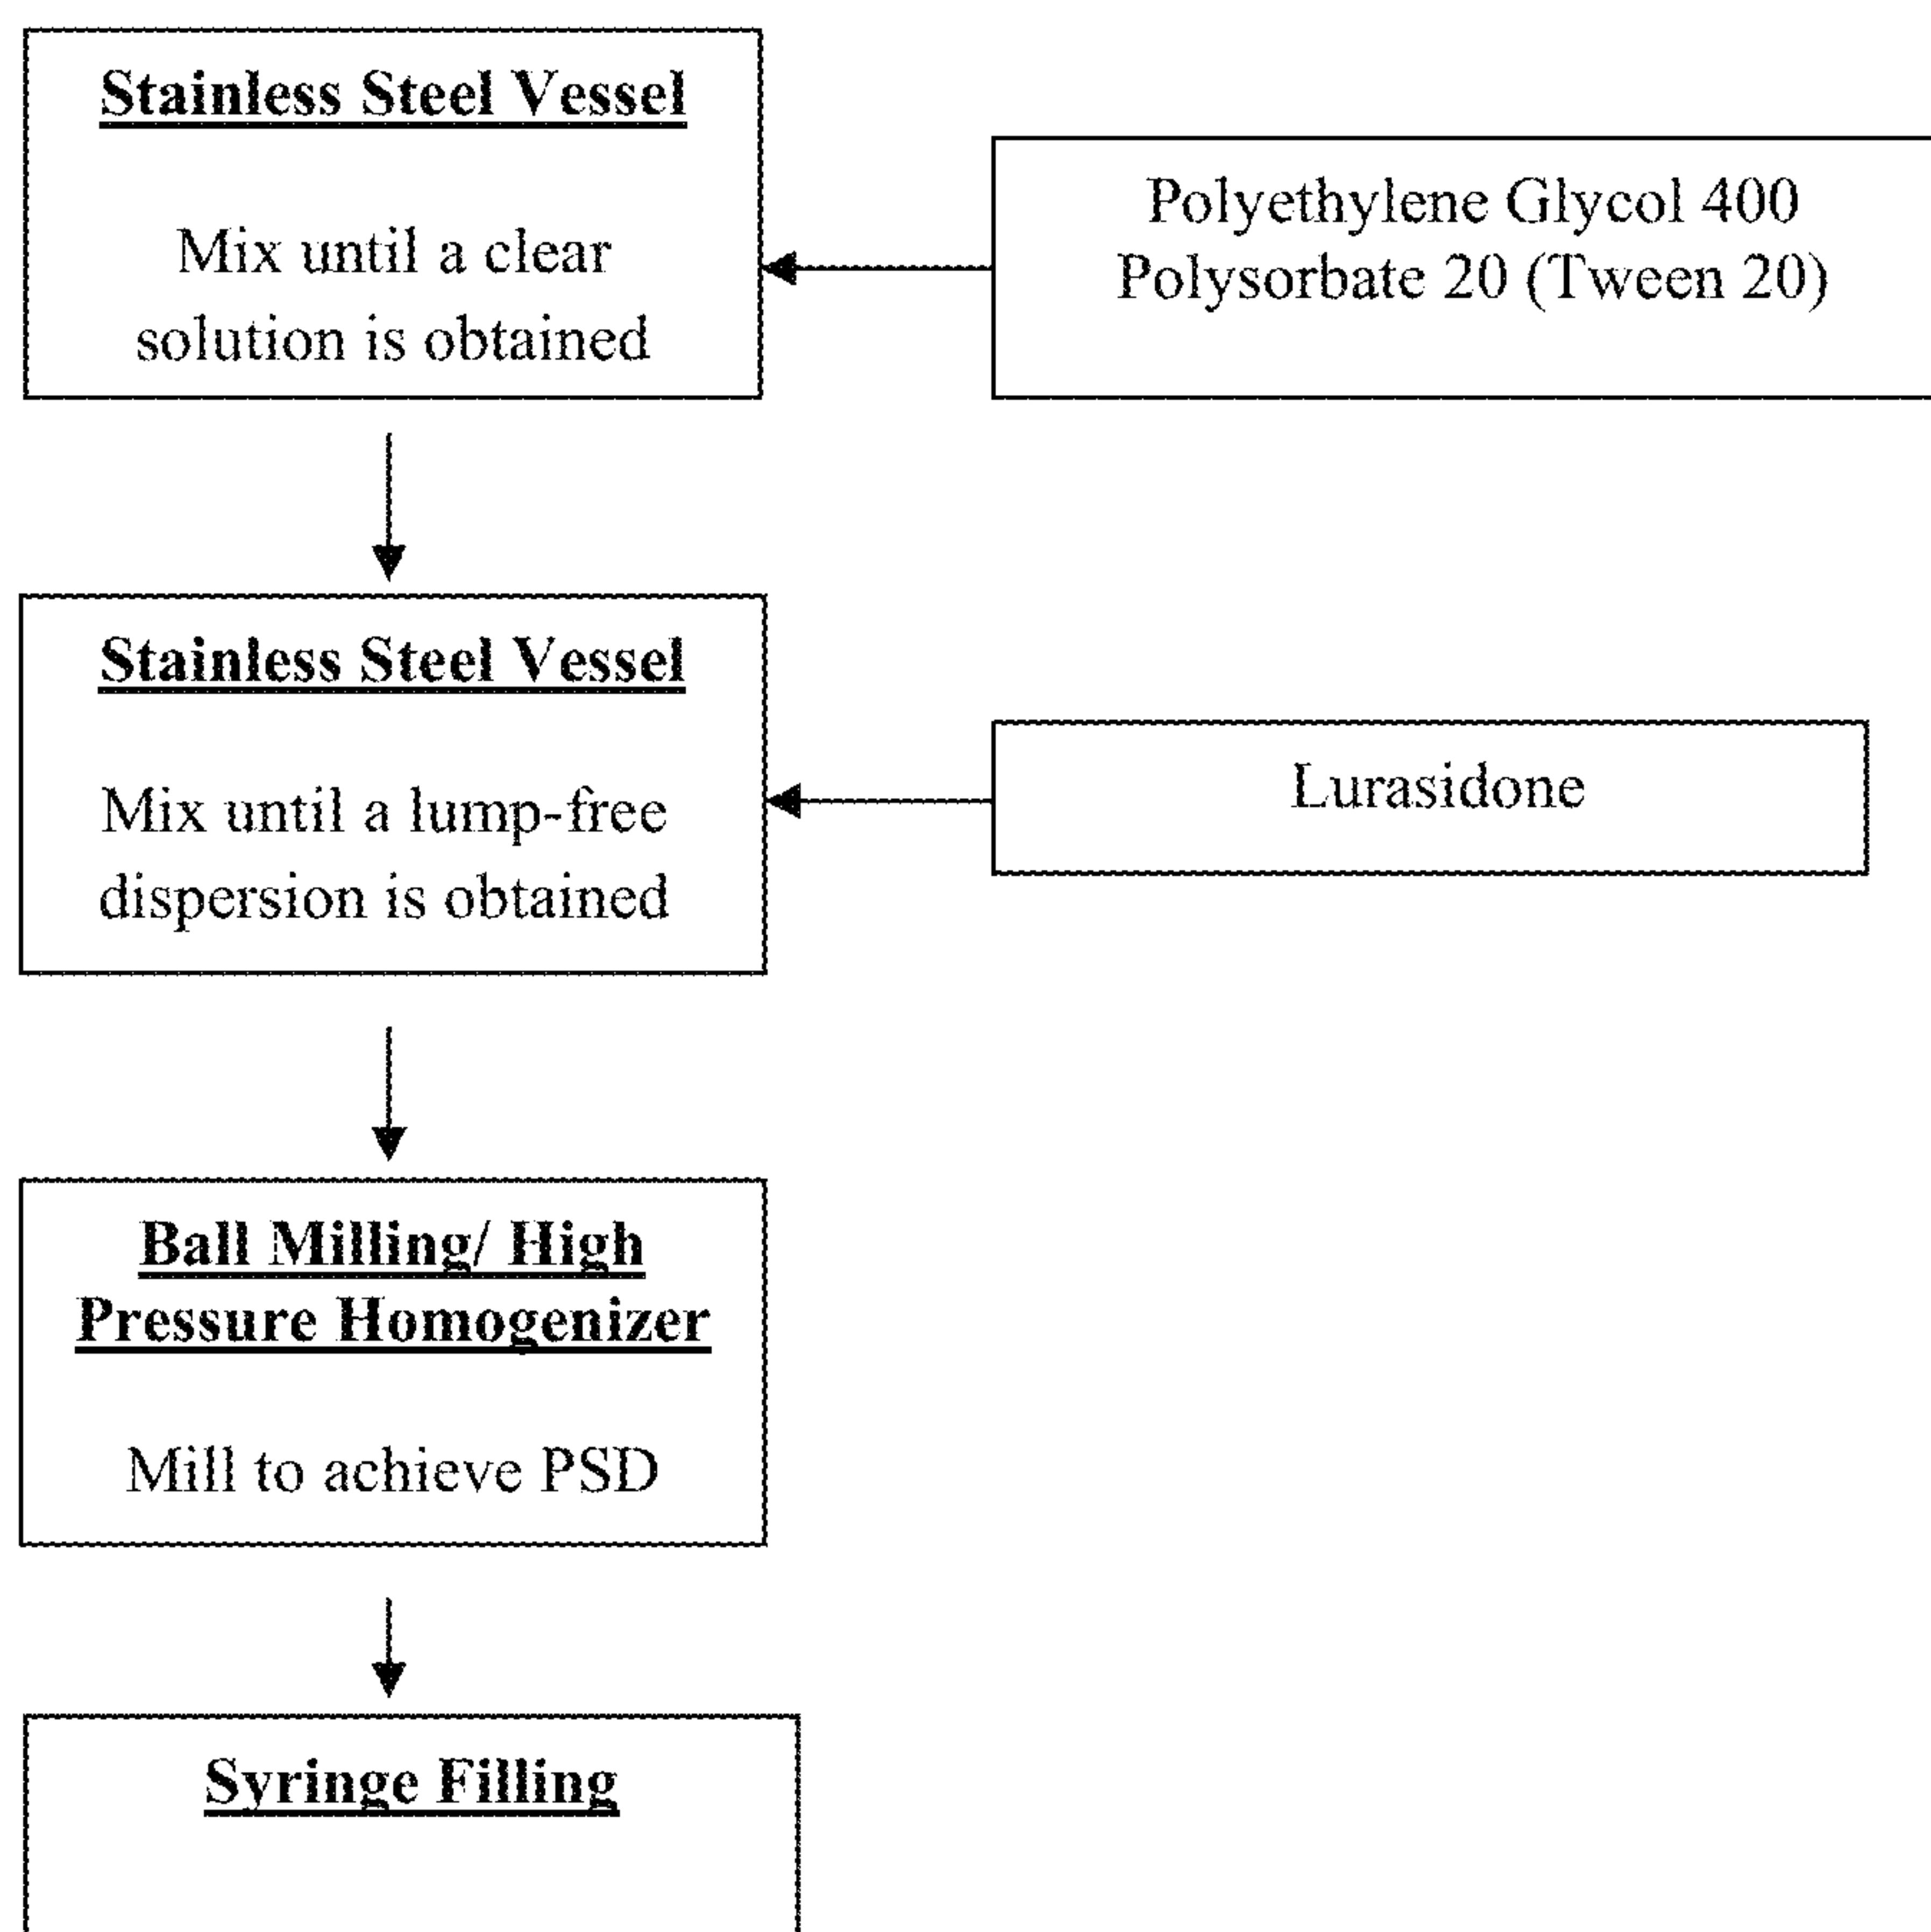 Stainless Steel Vessel
Mix until a clear
solution is obtained
Polyethylene Glycol 400
Polysorbate 20 (Tween 20)
Stainless Steel Vessel
Mix until a lump-free
dispersion is obtained
Lurasidone
Ball Milling/ High
Pressure Homogenizer
Mill to achieve PSD
Syringe Filling